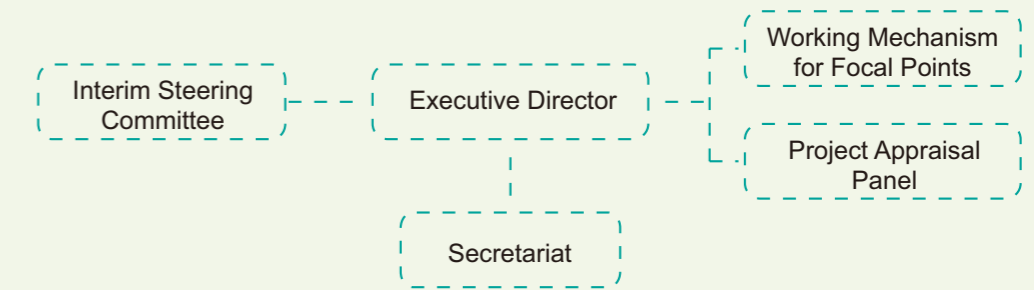 Interim Steering
Committee
Executive Director
Working Mechanism
for Focal Points
Project Appraisal
Panel
Secretariat